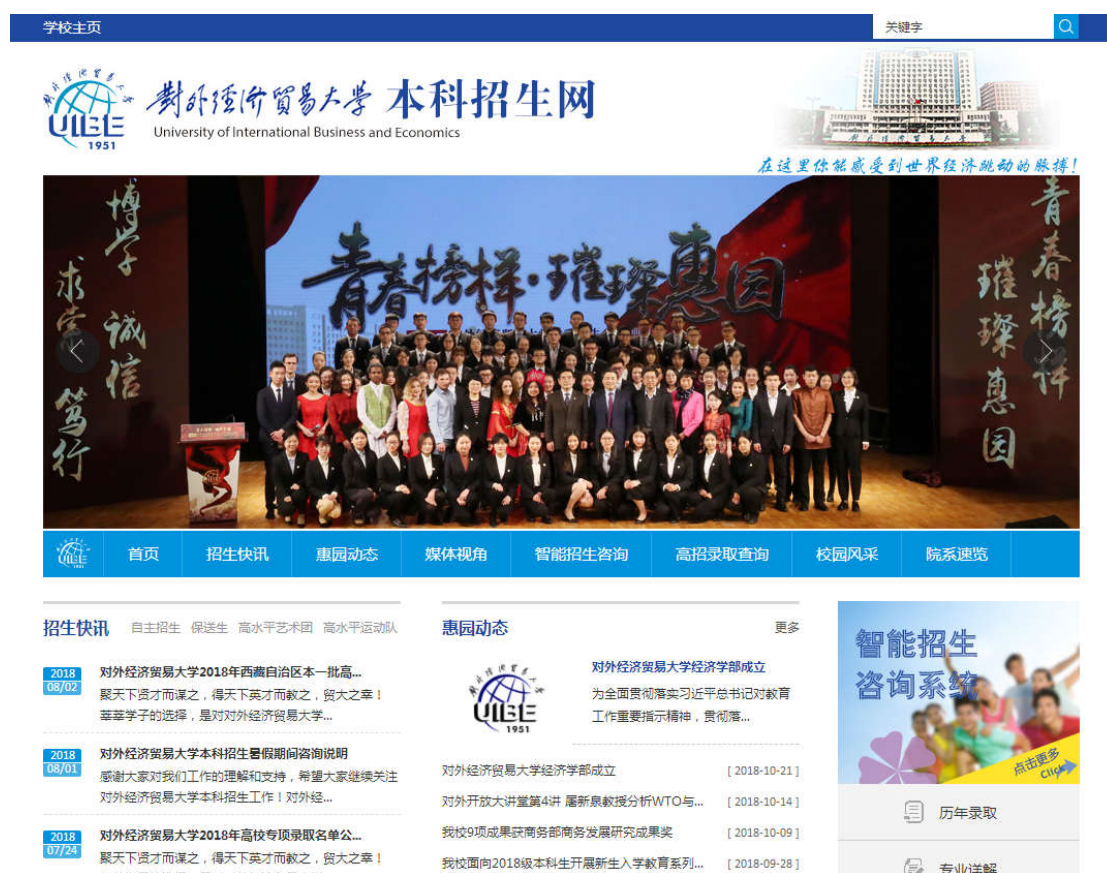 学校主页
关键字
對外經濟貿易大學 本科招生网
University of International Business and Economics
UIBE
1951
在这里你能感受到世界经济跳动的脉搏!
博学 诚信
求索 笃行
青春榜样·璀璨惠园
青春榜样
璀璨惠园
首页 招生快讯 惠园动态 媒体视角 智能招生咨询 高招录取查询 校园风采 院系速览
招生快讯 自主招生 保送生 高水平艺术团 高水平运动队
2018
08/02
对外经济贸易大学2018年西藏自治区本一批高...
聚天下贤才而谋之，得天下英才而教之，贸大之幸！
莘莘学子的选择，是对对外经济贸易大学...
2018
08/01
对外经济贸易大学本科招生暑假期间咨询说明
感谢大家对我们工作的理解和支持，希望大家继续关注
对外经济贸易大学本科招生工作！对外经...
2018
07/24
对外经济贸易大学2018年高校专项录取名单公...
聚天下贤才而谋之，得天下英才而教之，贸大之幸！
惠园动态 更多
UIBE
1951
对外经济贸易大学经济学部成立
为全面贯彻落实习近平总书记对教育
工作重要指示精神，贯彻落...
对外经济贸易大学经济学部成立 [ 2018-10-21 ]
对外开放大讲堂第4讲 屠新泉教授分析WTO与... [ 2018-10-14 ]
我校9项成果获商务部商务发展研究成果奖 [ 2018-10-09 ]
我校面向2018级本科生开展新生入学教育系列... [ 2018-09-28 ]
智能招生
咨询系统
点击更多
Click
历年录取
专业详解